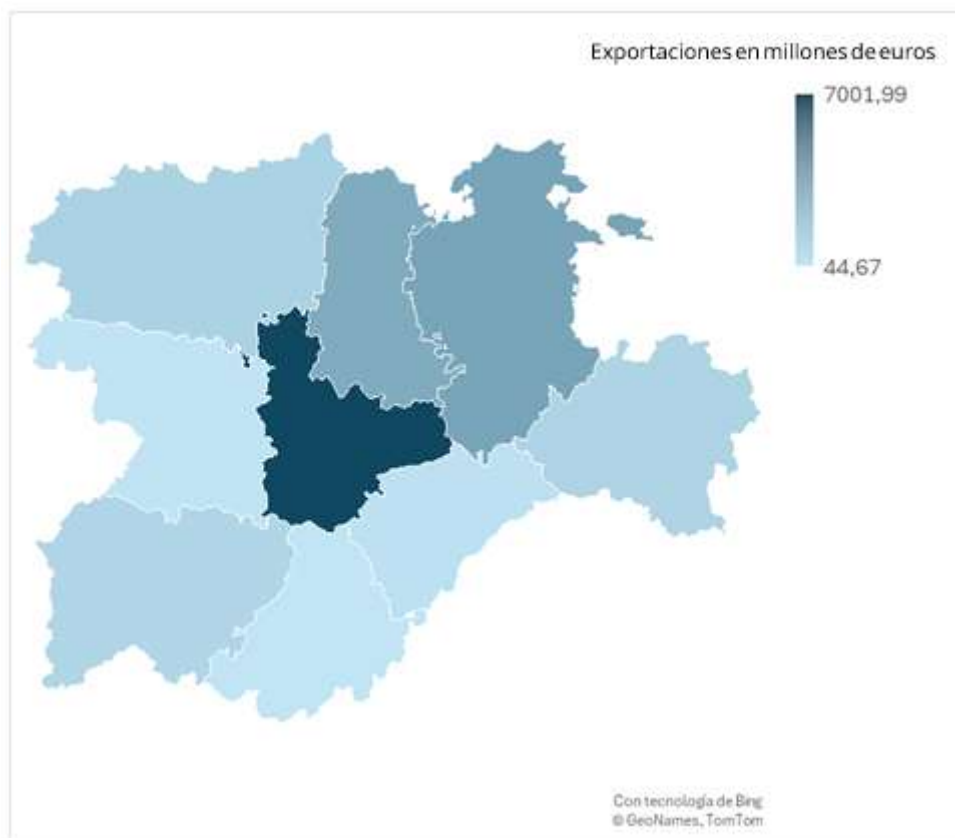 Exportaciones en millones de euros
7001,99
44,67
Con tecnología de Bing
© GeoNames, TomTom